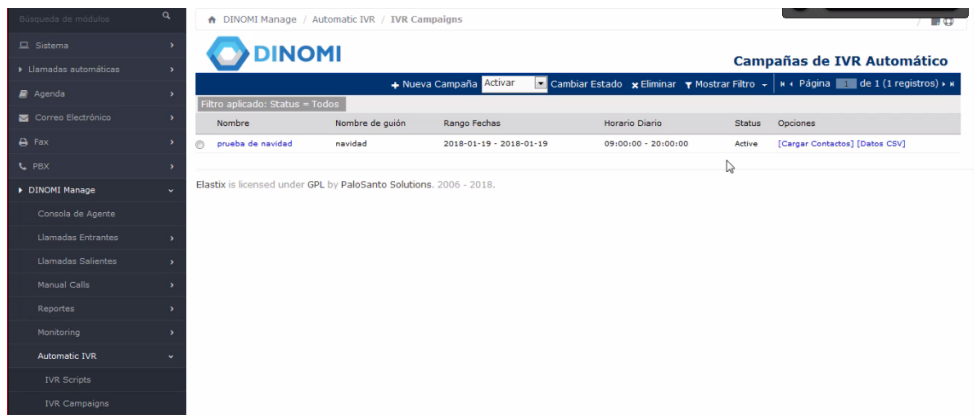 Búsqueda de módulos
Sistema
Llamadas automáticas
Agenda
Correo Electrónico
Fax
PBX
DINOMI Manage
Consola de Agente
Llamadas Entrantes
Llamadas Salientes
Manual Calls
Reportes
Monitoring
Automatic IVR
IVR Scripts
IVR Campaigns
DINOMI Manage / Automatic IVR / IVR Campaigns
DINOMI
Campañas de IVR Automático
Nueva Campaña Activar Cambiar Estado Eliminar Mostrar Filtro Página 1 de 1 (1 registros)
Filtro aplicado: Status = Todos
Nombre Nombre de guión Rango Fechas Horario Diario Status Opciones
prueba de navidad navidad 2018-01-19 - 2018-01-19 09:00:00 - 20:00:00 Active [Cargar Contactos] [Datos CSV]
Elastix is licensed under GPL by PaloSanto Solutions. 2006 - 2018.